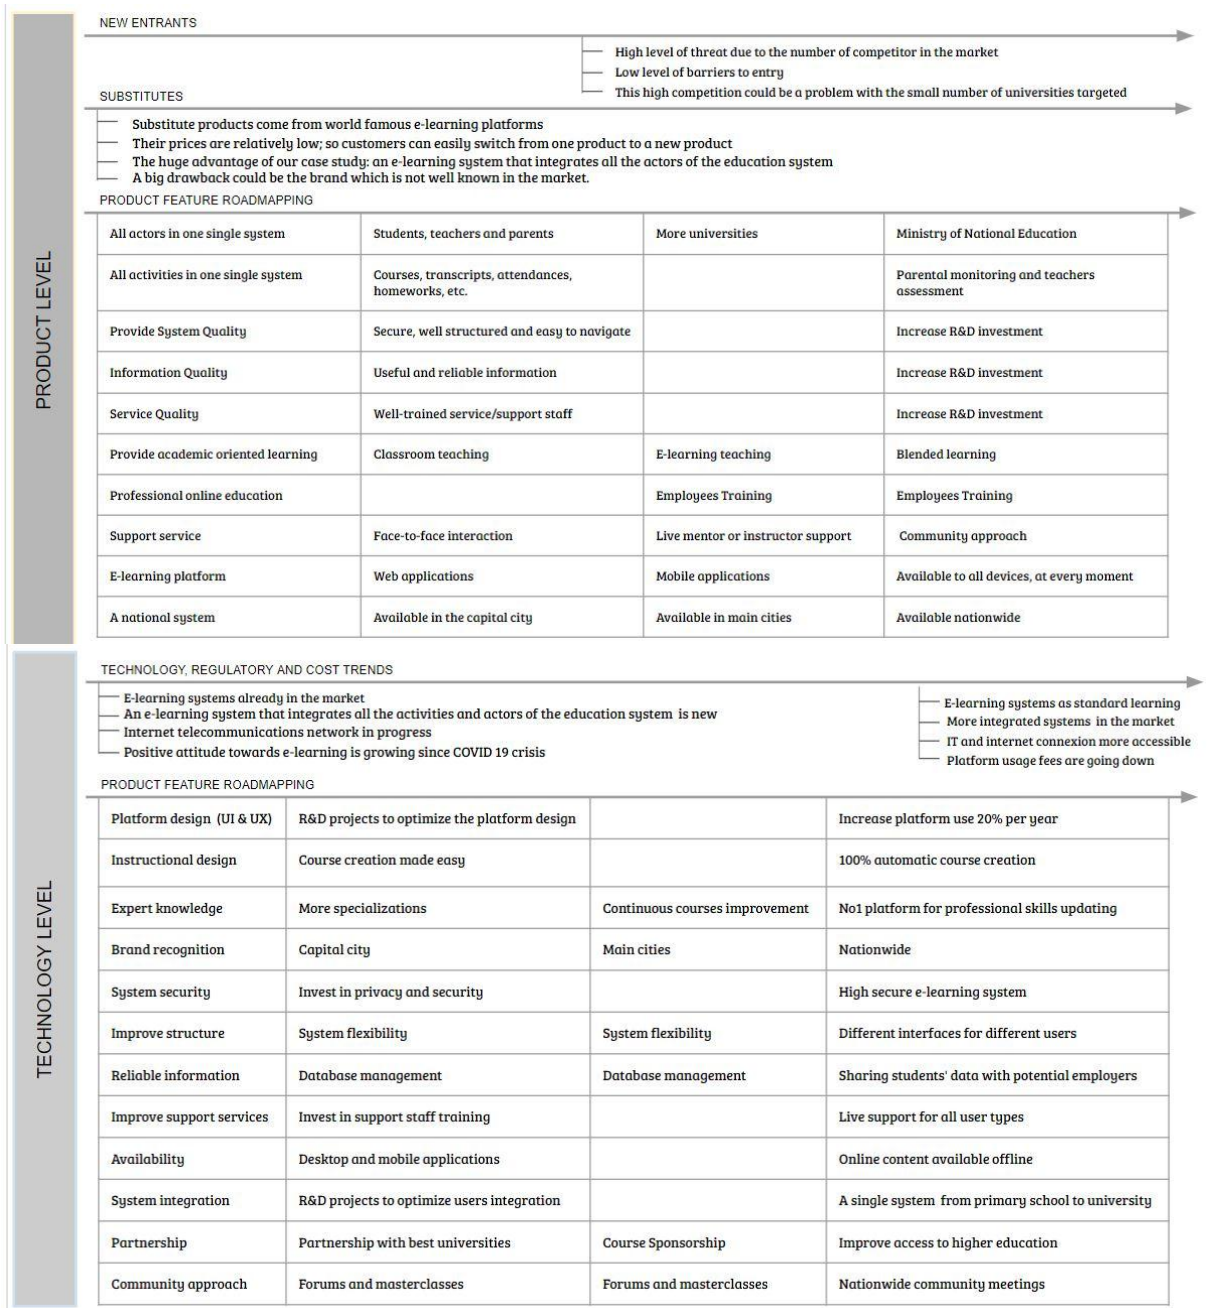 PRODUCT LEVEL
NEW ENTRANTS
High level of threat due to the number of competitor in the market
Low level of barriers to entry
This high competition could be a problem with the small number of universities targeted
SUBSTITUTES
Substitute products come from world famous e-learning platforms
Their prices are relatively low; so customers can easily switch from one product to a new product
The huge advantage of our case study: an e-learning system that integrates all the actors of the education system
A big drawback could be the brand which is not well known in the market.
PRODUCT FEATURE ROADMAPPING
All actors in one single system Students, teachers and parents More universities Ministry of National Education
All activities in one single system Courses, transcripts, attendances, Parental monitoring and teachers
homeworks, etc. assessment
Provide System Quality Secure, well structured and easy to navigate Increase R&D investment
Information Quality Useful and reliable information Increase R&D investment
Service Quality Well-trained service/support staff Increase R&D investment
Provide academic oriented learning Classroom teaching E-learning teaching Blended learning
Professional online education Employees Training Employees Training
Support service Face-to-face interaction Live mentor or instructor support Community approach
E-learning platform Web applications Mobile applications Available to all devices, at every moment
A national system Available in the capital city Available in main cities Available nationwide
TECHNOLOGY LEVEL
TECHNOLOGY, REGULATORY AND COST TRENDS
E-learning systems already in the market
An e-learning system that integrates all the activities and actors of the education system is new
Internet telecommunications network in progress
Positive attitude towards e-learning is growing since COVID 19 crisis
E-learning systems as standard learning
More integrated systems in the market
IT and internet connexion more accessible
Platform usage fees are going down
PRODUCT FEATURE ROADMAPPING
Platform design (UI & UX) R&D projects to optimize the platform design Increase platform use 20% per year
Instructional design Course creation made easy 100% automatic course creation
Expert knowledge More specializations Continuous courses improvement No1 platform for professional skills updating
Brand recognition Capital city Main cities Nationwide
System security Invest in privacy and security High secure e-learning system
Improve structure System flexibility System flexibility Different interfaces for different users
Reliable information Database management Database management Sharing students' data with potential employers
Improve support services Invest in support staff training Live support for all user types
Availability Desktop and mobile applications Online content available offline
System integration R&D projects to optimize users integration A single system from primary school to university
Partnership Partnership with best universities Course Sponsorship Improve access to higher education
Community approach Forums and masterclasses Forums and masterclasses Nationwide community meetings